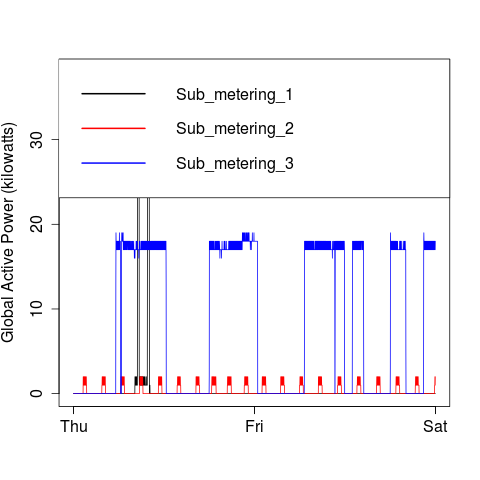 Sub_metering_1
Sub_metering_2
Sub_metering_3
Global Active Power (kilowatts)
30
20
10
0
Thu Fri Sat